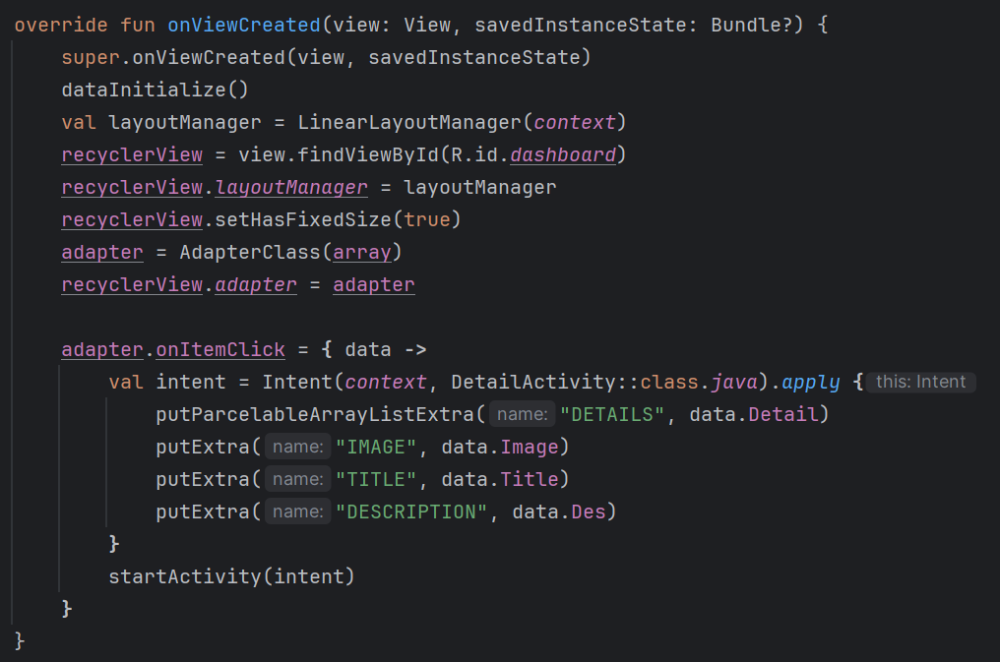 override fun onViewCreated(view: View, savedInstanceState: Bundle?) {
    super.onViewCreated(view, savedInstanceState)
    dataInitialize()
    val layoutManager = LinearLayoutManager(context)
    recyclerView = view.findViewById(R.id.dashboard)
    recyclerView.layoutManager = layoutManager
    recyclerView.setHasFixedSize(true)
    adapter = AdapterClass(array)
    recyclerView.adapter = adapter

    adapter.onItemClick = { data ->
        val intent = Intent(context, DetailActivity::class.java).apply { this: Intent
            putParcelableArrayListExtra( name: "DETAILS", data.Detail)
            putExtra( name: "IMAGE", data.Image)
            putExtra( name: "TITLE", data.Title)
            putExtra( name: "DESCRIPTION", data.Des)
        }
        startActivity(intent)
    }
}